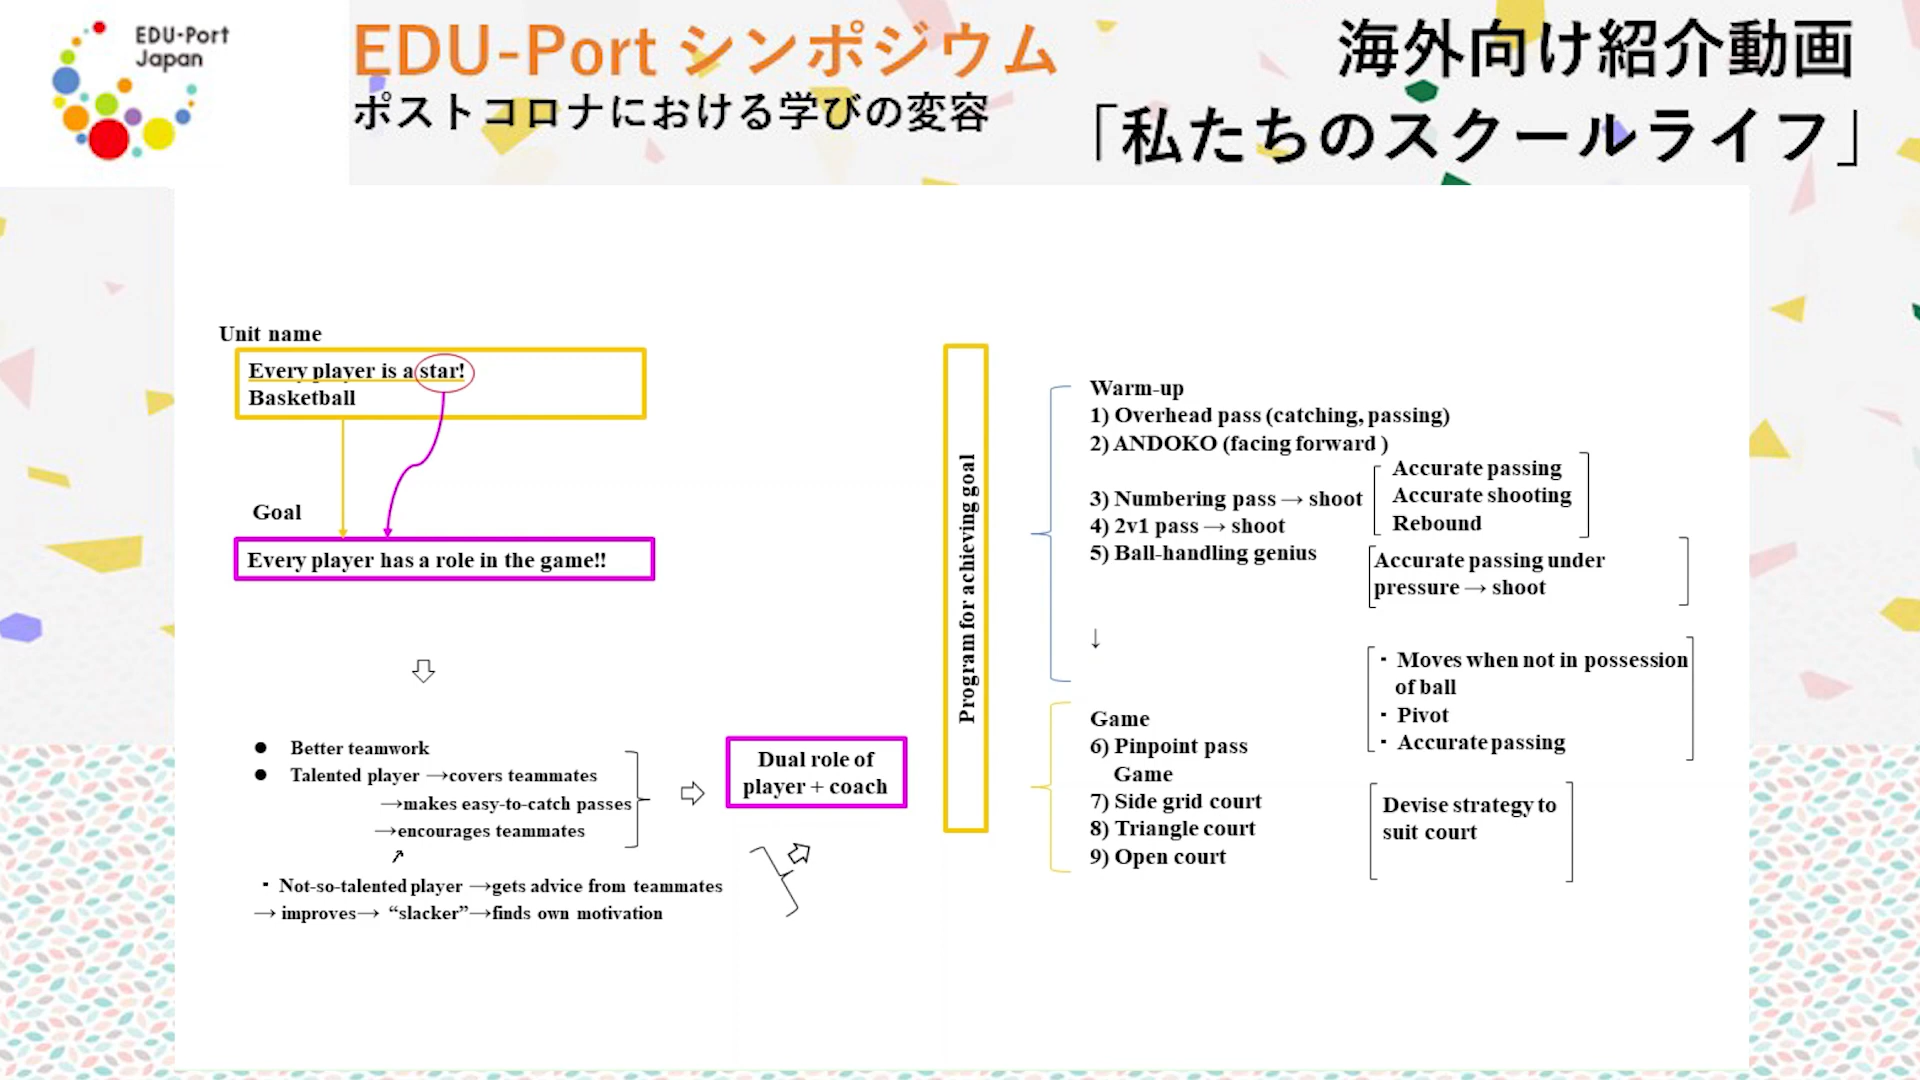 EDU-Port
Japan
EDU-Port シンポジウム
ポストコロナにおける学びの変容
海外向け紹介動画
「私たちのスクールライフ」
Unit name
Every player is a star!
Basketball
Goal
Every player has a role in the game!!
● Better teamwork
● Talented player →covers teammates
→makes easy-to-catch passes
→encourages teammates
・ Not-so-talented player →gets advice from teammates
→ improves→ “slacker”→finds own motivation
Dual role of
player + coach
Program for achieving goal
Warm-up
1) Overhead pass (catching, passing)
2) ANDOKO (facing forward )
3) Numbering pass → shoot
4) 2v1 pass → shoot
5) Ball-handling genius
Accurate passing
Accurate shooting
Rebound
Accurate passing under
pressure → shoot
↓
・ Moves when not in possession
of ball
・ Pivot
・ Accurate passing
Game
6) Pinpoint pass
Game
7) Side grid court
8) Triangle court
9) Open court
Devise strategy to
suit court